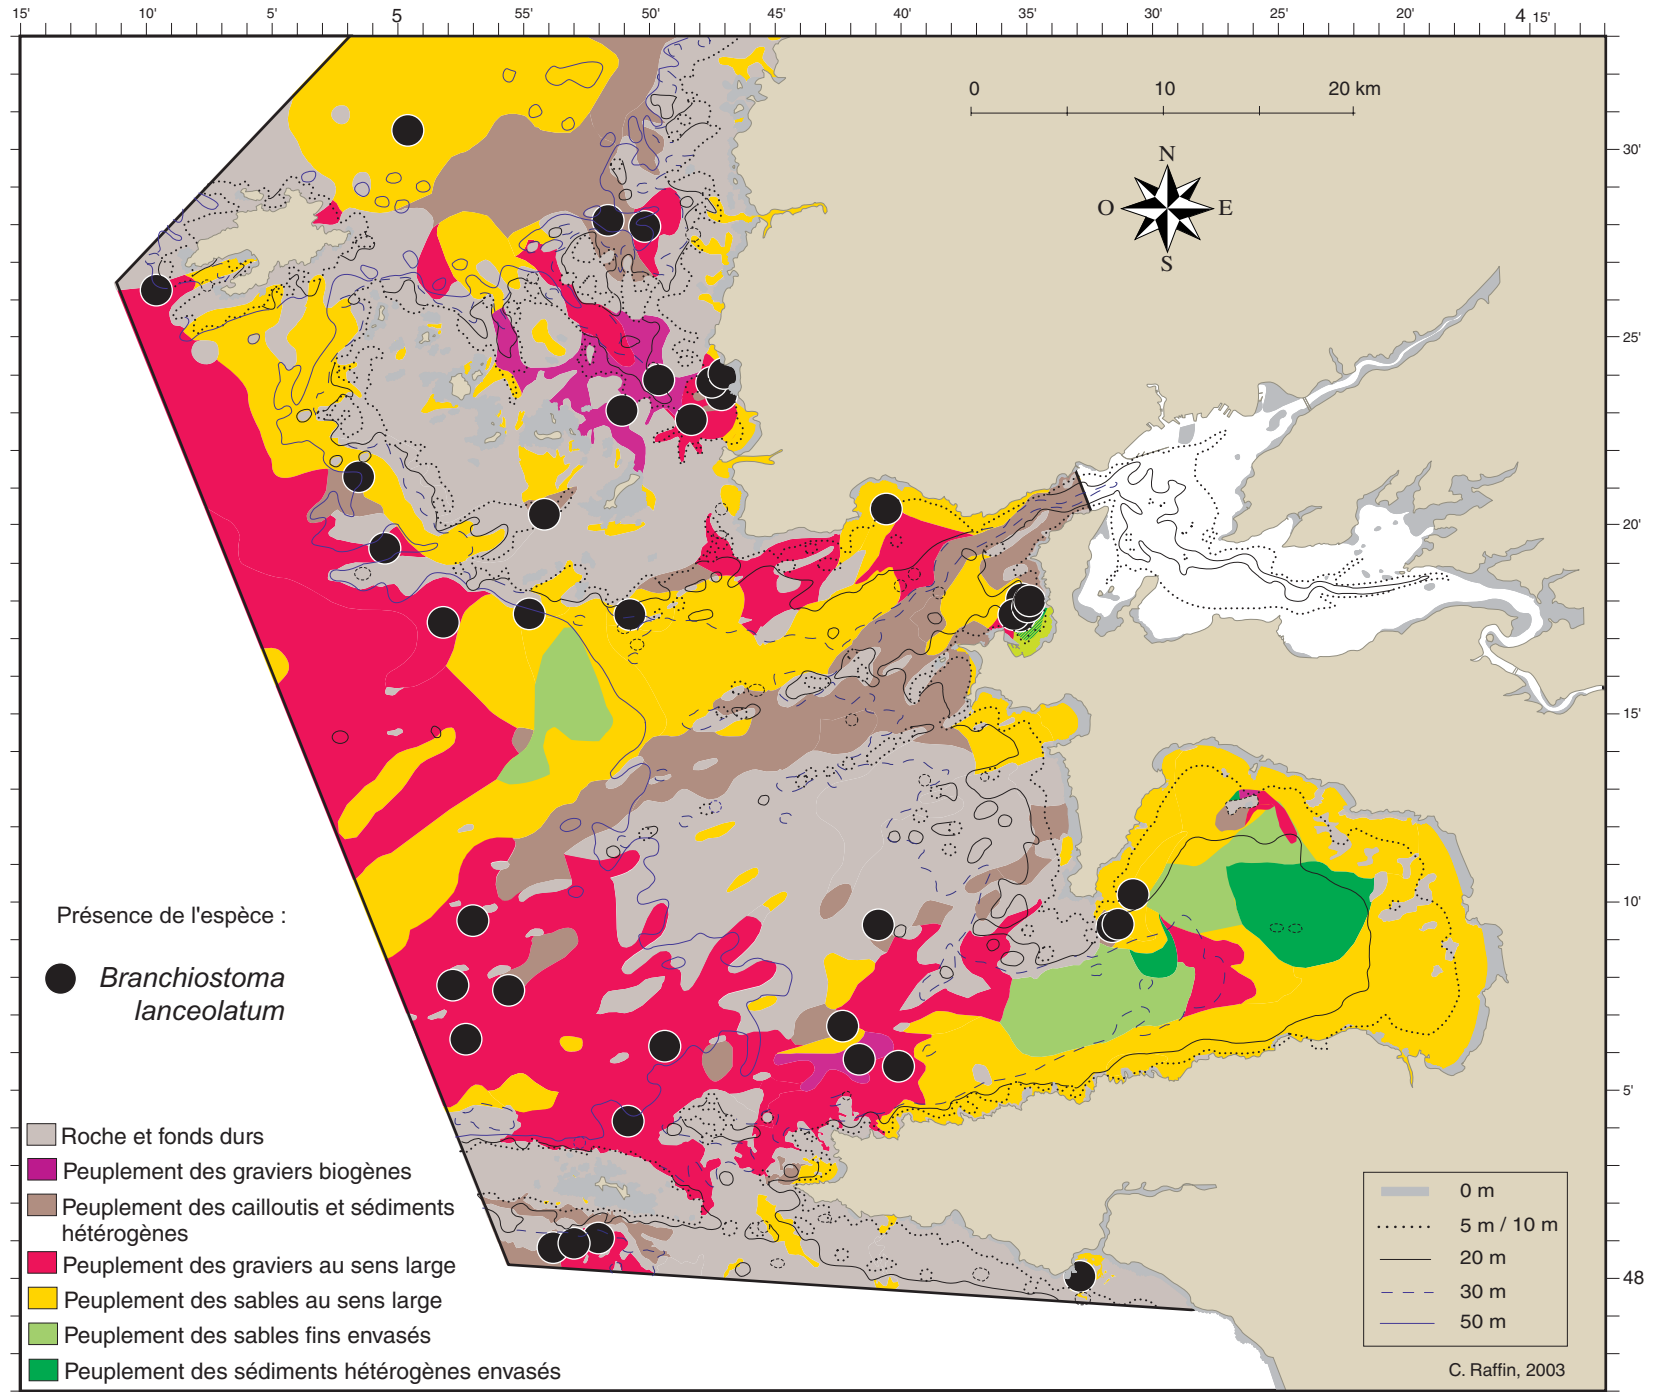 15' 10' 5' 5 55' 50' 45' 40' 35' 30' 25' 20' 4 15'
0 10 20 km
N
O E
S
30'
25'
20'
15'
10'
5'
48
Présence de l'espèce :
Branchiostoma
lanceolatum
Roche et fonds durs
Peuplement des graviers biogènes
Peuplement des cailloutis et sédiments
hétérogènes
Peuplement des graviers au sens large
Peuplement des sables au sens large
Peuplement des sables fins envasés
Peuplement des sédiments hétérogènes envasés
0 m
5 m / 10 m
20 m
30 m
50 m
C. Raffin, 2003